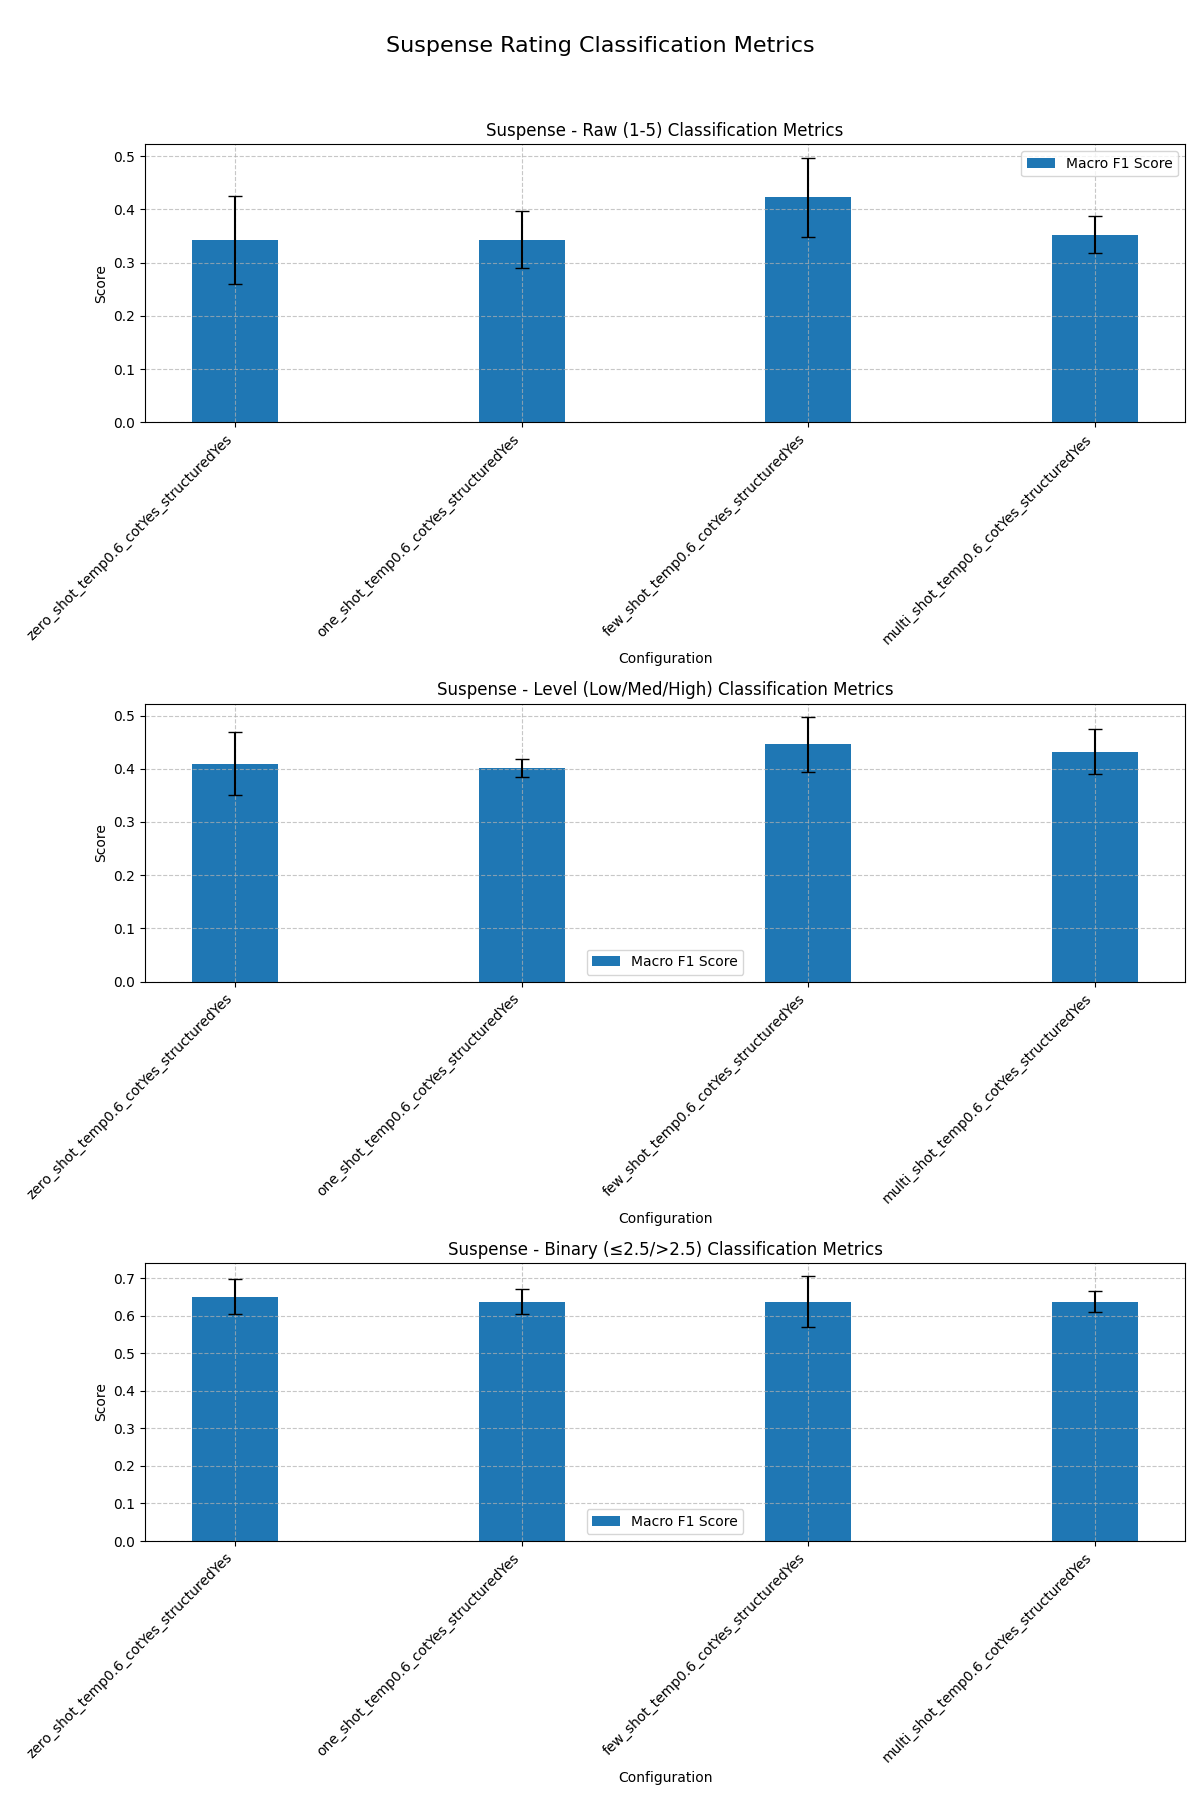 Suspense Rating Classification Metrics
Suspense - Raw (1-5) Classification Metrics
Macro F1 Score
Score
0.5
0.4
0.3
0.2
0.1
0.0
zero_shot_temp0.6_cotYes_structuredYes
one_shot_temp0.6_cotYes_structuredYes
few_shot_temp0.6_cotYes_structuredYes
multi_shot_temp0.6_cotYes_structuredYes
Configuration
Suspense - Level (Low/Med/High) Classification Metrics
Score
0.5
0.4
0.3
0.2
0.1
0.0
Macro F1 Score
zero_shot_temp0.6_cotYes_structuredYes
one_shot_temp0.6_cotYes_structuredYes
few_shot_temp0.6_cotYes_structuredYes
multi_shot_temp0.6_cotYes_structuredYes
Configuration
Suspense - Binary (≤2.5/>2.5) Classification Metrics
Score
0.7
0.6
0.5
0.4
0.3
0.2
0.1
0.0
Macro F1 Score
zero_shot_temp0.6_cotYes_structuredYes
one_shot_temp0.6_cotYes_structuredYes
few_shot_temp0.6_cotYes_structuredYes
multi_shot_temp0.6_cotYes_structuredYes
Configuration